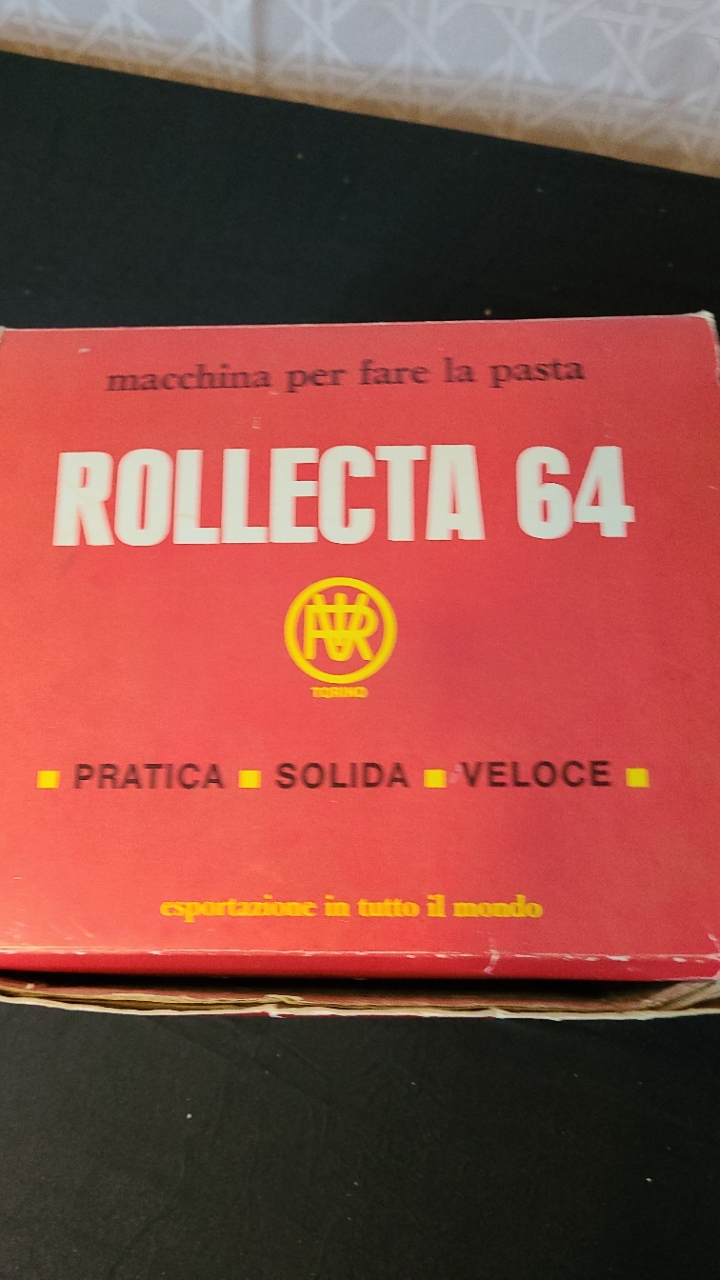 macchina per fare la pasta
ROLLECTA 64
TORINO
PRATICA SOLIDA VELOCE
esportazione in tutto il mondo